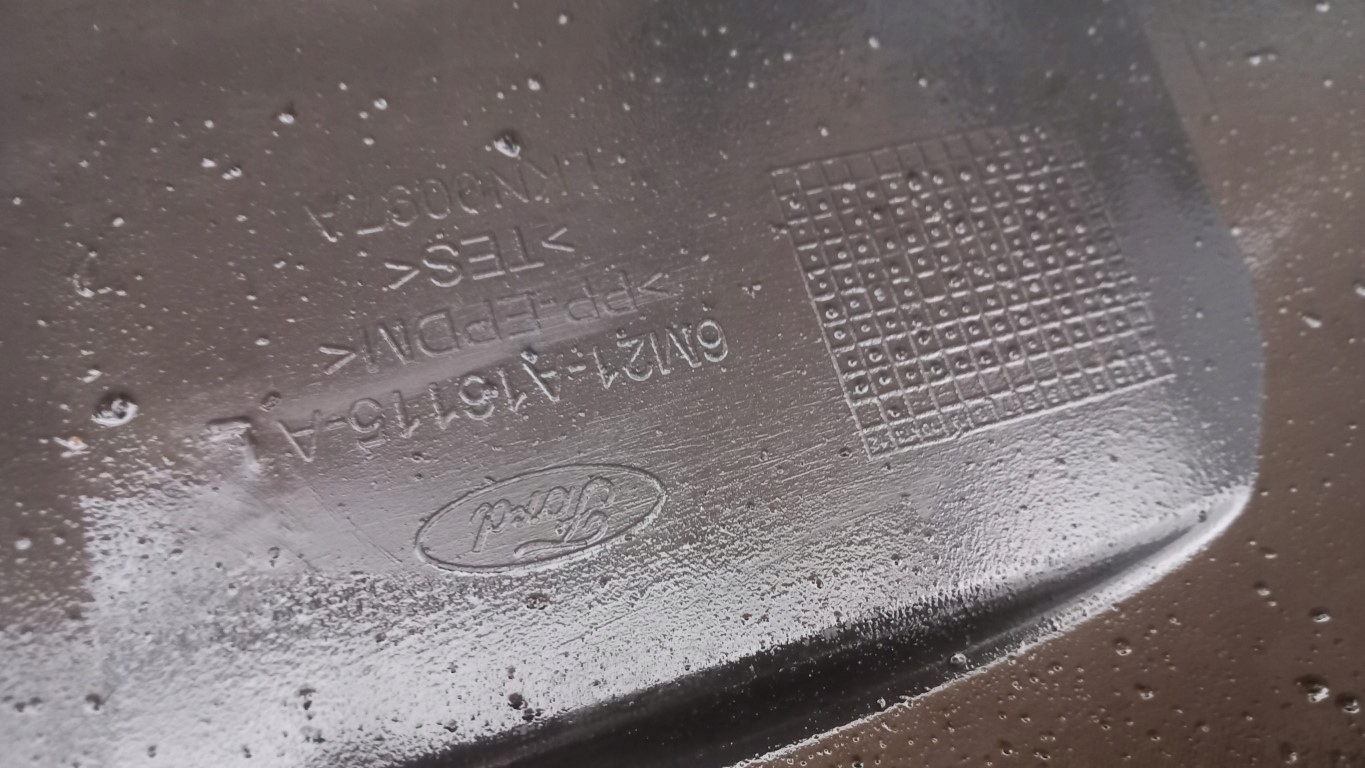 Ford
6M21-A16115-A
>PP-EPDM<
>TES<